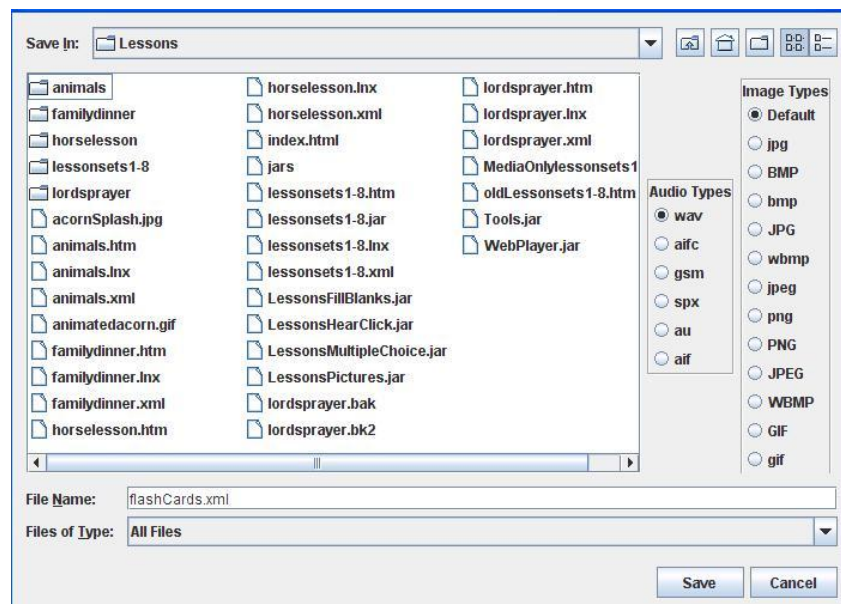 Save In: Lessons
animals
familydinner
horselesson
lessonsets1-8
lordsprayer
acornSplash.jpg
animals.htm
animals.lnx
animals.xml
animatedacorn.gif
familydinner.htm
familydinner.lnx
familydinner.xml
horselesson.htm
horselesson.lnx
horselesson.xml
index.html
jars
lessonsets1-8.htm
lessonsets1-8.jar
lessonsets1-8.lnx
lessonsets1-8.xml
LessonsFillBlanks.jar
LessonsHearClick.jar
LessonsMultipleChoice.jar
LessonsPictures.jar
lordsprayer.bak
lordsprayer.bk2
lordsprayer.htm
lordsprayer.lnx
lordsprayer.xml
MediaOnlylessonsets1
oldLessonsets1-8.htm
Tools.jar
WebPlayer.jar
Audio Types
wav
aifc
gsm
spx
au
aif
Image Types
Default
jpg
BMP
bmp
JPG
wbmp
jpeg
png
PNG
JPEG
WBMP
GIF
gif
File Name: flashCards.xml
Files of Type: All Files
Save Cancel